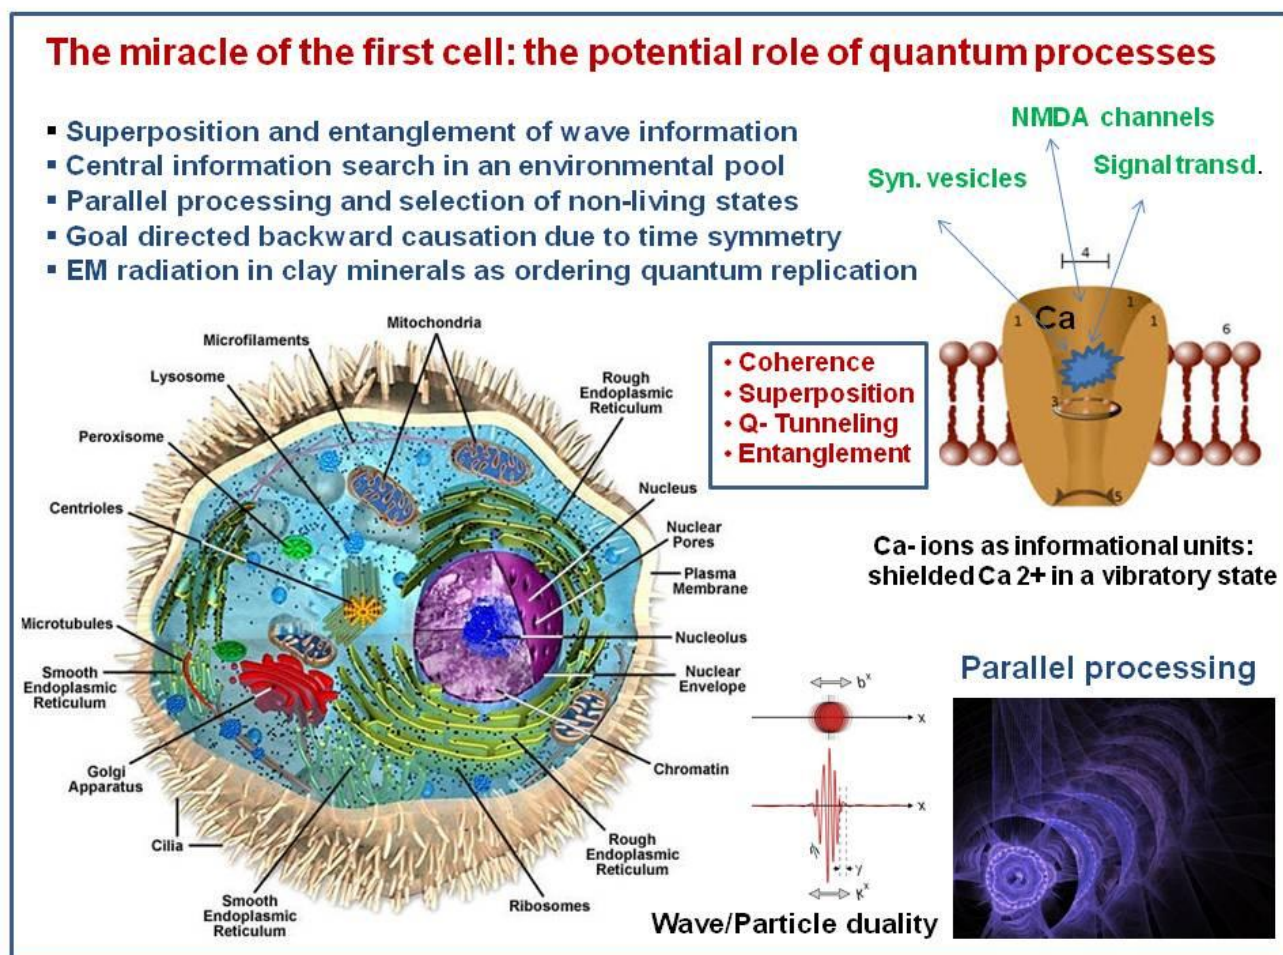 The miracle of the first cell: the potential role of quantum processes
▪ Superposition and entanglement of wave information
▪ Central information search in an environmental pool
▪ Parallel processing and selection of non-living states
▪ Goal directed backward causation due to time symmetry
▪ EM radiation in clay minerals as ordering quantum replication
NMDA channels
Signal transd.
Syn. vesicles
4
Ca
1
1
1
6
3
5
• Coherence
• Superposition
• Q- Tunneling
• Entanglement
Ca- ions as informational units:
shielded Ca 2+ in a vibratory state
Mitochondria
Microfilaments
Lysosome
Rough
Endoplasmic
Reticulum
Peroxisome
Nucleus
Centrioles
Nuclear
Pores
Plasma
Membrane
Microtubules
Nucleolus
Smooth
Endoplasmic
Reticulum
Nuclear
Envelope
Golgi
Apparatus
Chromatin
Cilia
Rough
Endoplasmic
Reticulum
Smooth
Endoplasmic
Reticulum
Ribosomes
x
x
Wave/Particle duality
Parallel processing